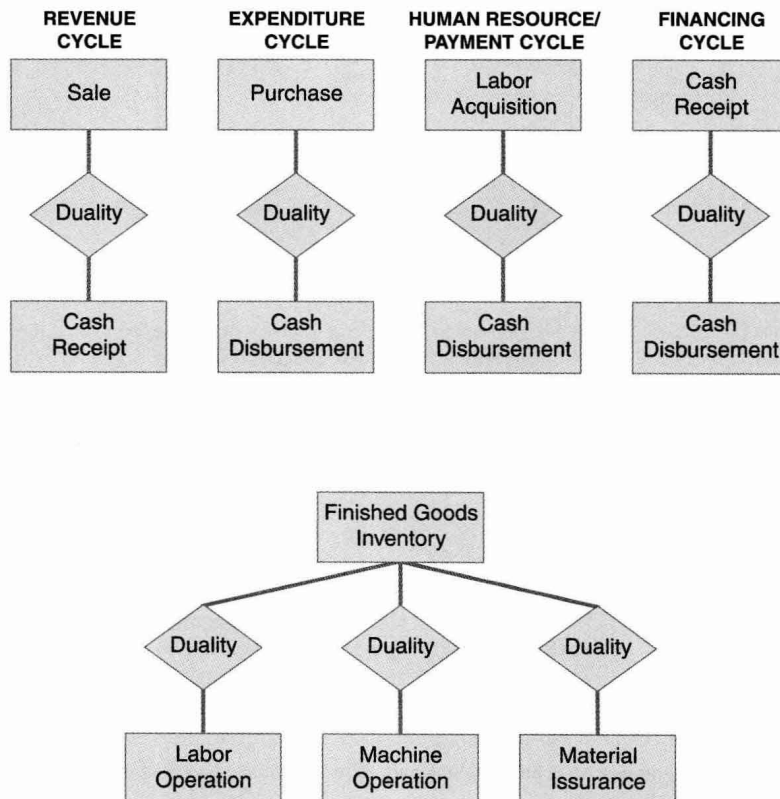 REVENUE CYCLE
EXPENDITURE CYCLE
HUMAN RESOURCE/ PAYMENT CYCLE
FINANCING CYCLE
Sale
Purchase
Labor Acquisition
Cash Receipt
Duality
Duality
Duality
Duality
Cash Receipt
Cash Disbursement
Cash Disbursement
Cash Disbursement
Finished Goods
Inventory
Duality
Duality
Duality
Labor Operation
Machine Operation
Material Issurance